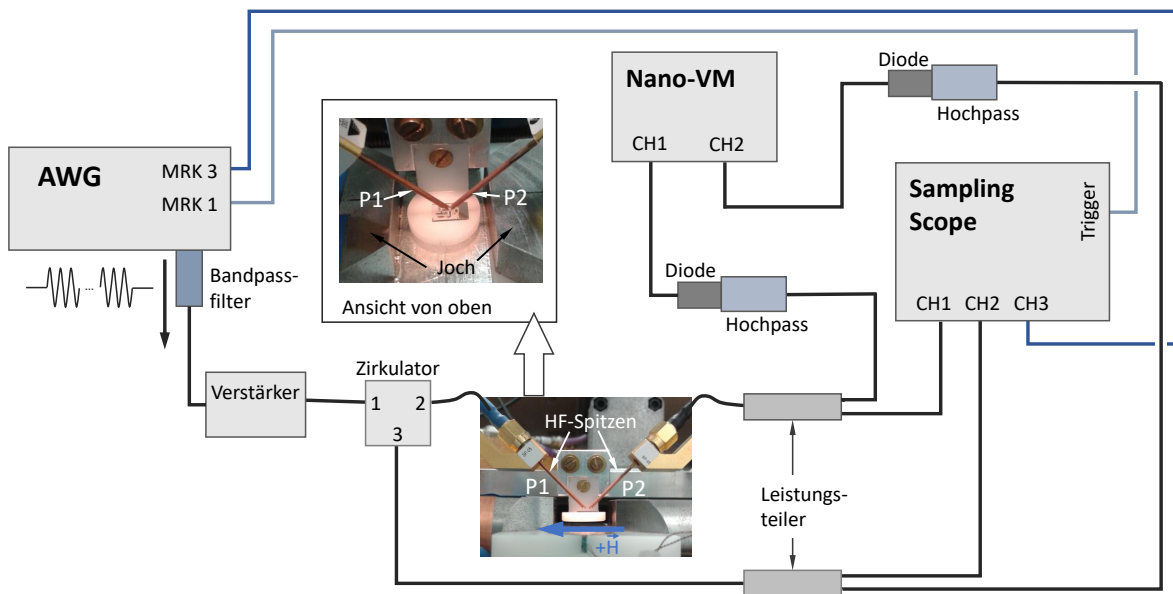 AWG
MRK 3
MRK 1
Bandpass-
filter
...
P1
P2
Joch
Ansicht von oben
Nano-VM
CH1
CH2
Diode
Hochpass
Sampling
Scope
Trigger
CH1
CH2
CH3
Diode
Hochpass
Verstärker
Zirkulator
1
2
3
HF-Spitzen
P1
P2
+H
Leistungs-
teiler